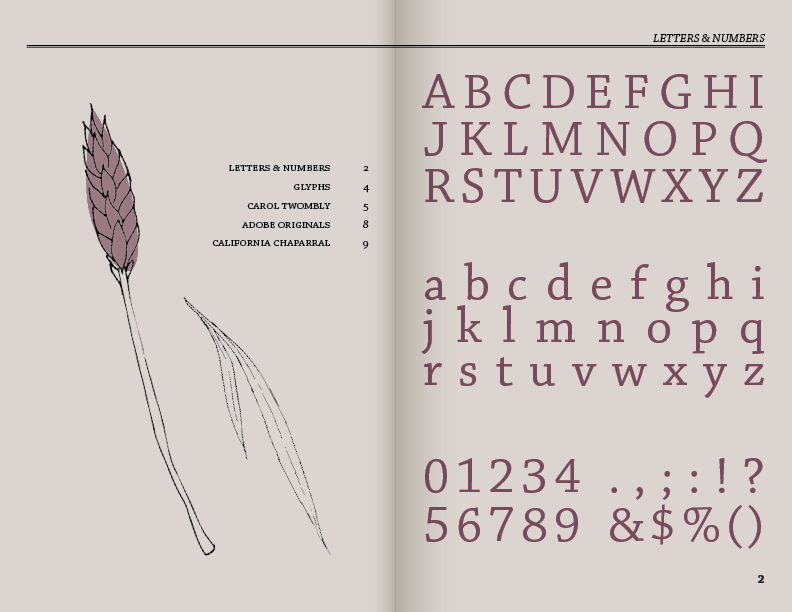 LETTERS & NUMBERS 2
GLYPHS 4
CAROL TWOMBLY 5
ADOBE ORIGINALS 8
CALIFORNIA CHAPARRAL 9
LETTERS & NUMBERS
A B C D E F G H I
J K L M N O P Q
R S T U V W X Y Z
a b c d e f g h i
j k l m n o p q
r s t u v w x y z
0 1 2 3 4 . , ; : ! ?
5 6 7 8 9 & $ % ( )
2